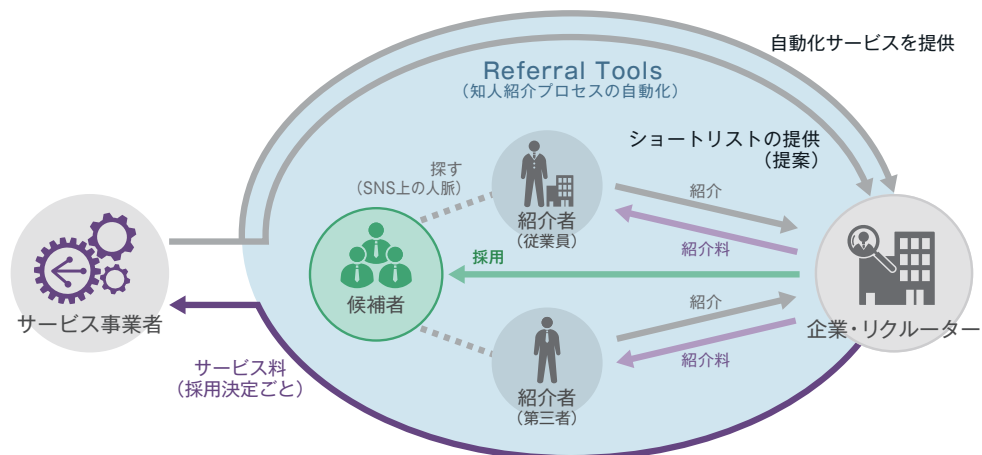 自動化サービスを提供
Referral Tools
(知人紹介プロセスの自動化)
ショートリストの提供
(提案)
探す
(SNS上の人脈)
紹介
紹介者
(従業員)
紹介料
採用
候補者
サービス事業者
企業・リクルーター
紹介
紹介料
サービス料
(採用決定ごと)
紹介者
(第三者)